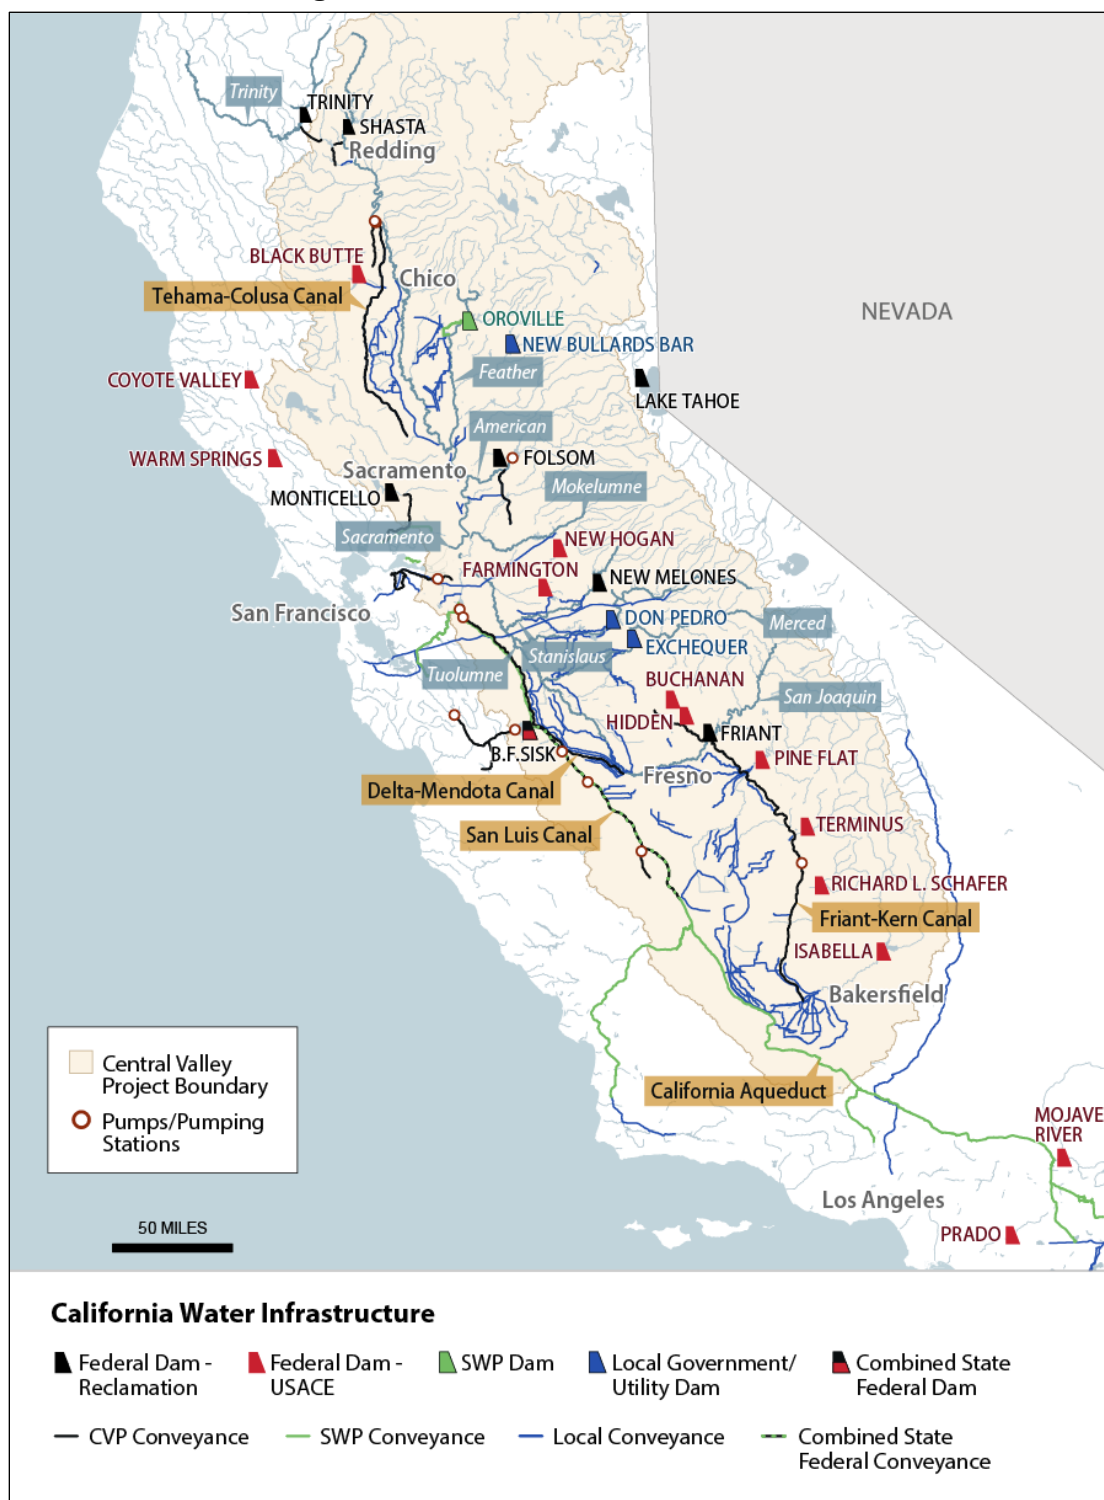 Trinity
TRINITY
SHASTA
Redding
BLACK BUTTE
Chico
Tehama-Colusa Canal
NEVADA
OROVILLE
NEW BULLARDS BAR
Feather
COYOTE VALLEY
LAKE TAHOE
American
WARM SPRINGS
FOLSOM
Sacramento
Mokelumne
MONTICELLO
Sacramento
NEW HOGAN
FARMINGTON
NEW MELONES
San Francisco
DON PEDRO
Merced
EXCHEQUER
Stanislaus
Tuolumne
BUCHANAN
San Joaquin
HIDDEN
FRIANT
B.F.SISK
PINE FLAT
Fresno
Delta-Mendota Canal
TERMINUS
San Luis Canal
RICHARD L. SCHAFER
Friant-Kern Canal
ISABELLA
Bakersfield
Central Valley
Project Boundary
California Aqueduct
Pumps/Pumping
Stations
MOJAVE
RIVER
Los Angeles
50 MILES
PRADO
California Water Infrastructure
Federal Dam -
Reclamation
Federal Dam -
USACE
SWP Dam
Local Government/
Utility Dam
Combined State
Federal Dam
CVP Conveyance
SWP Conveyance
Local Conveyance
Combined State
Federal Conveyance